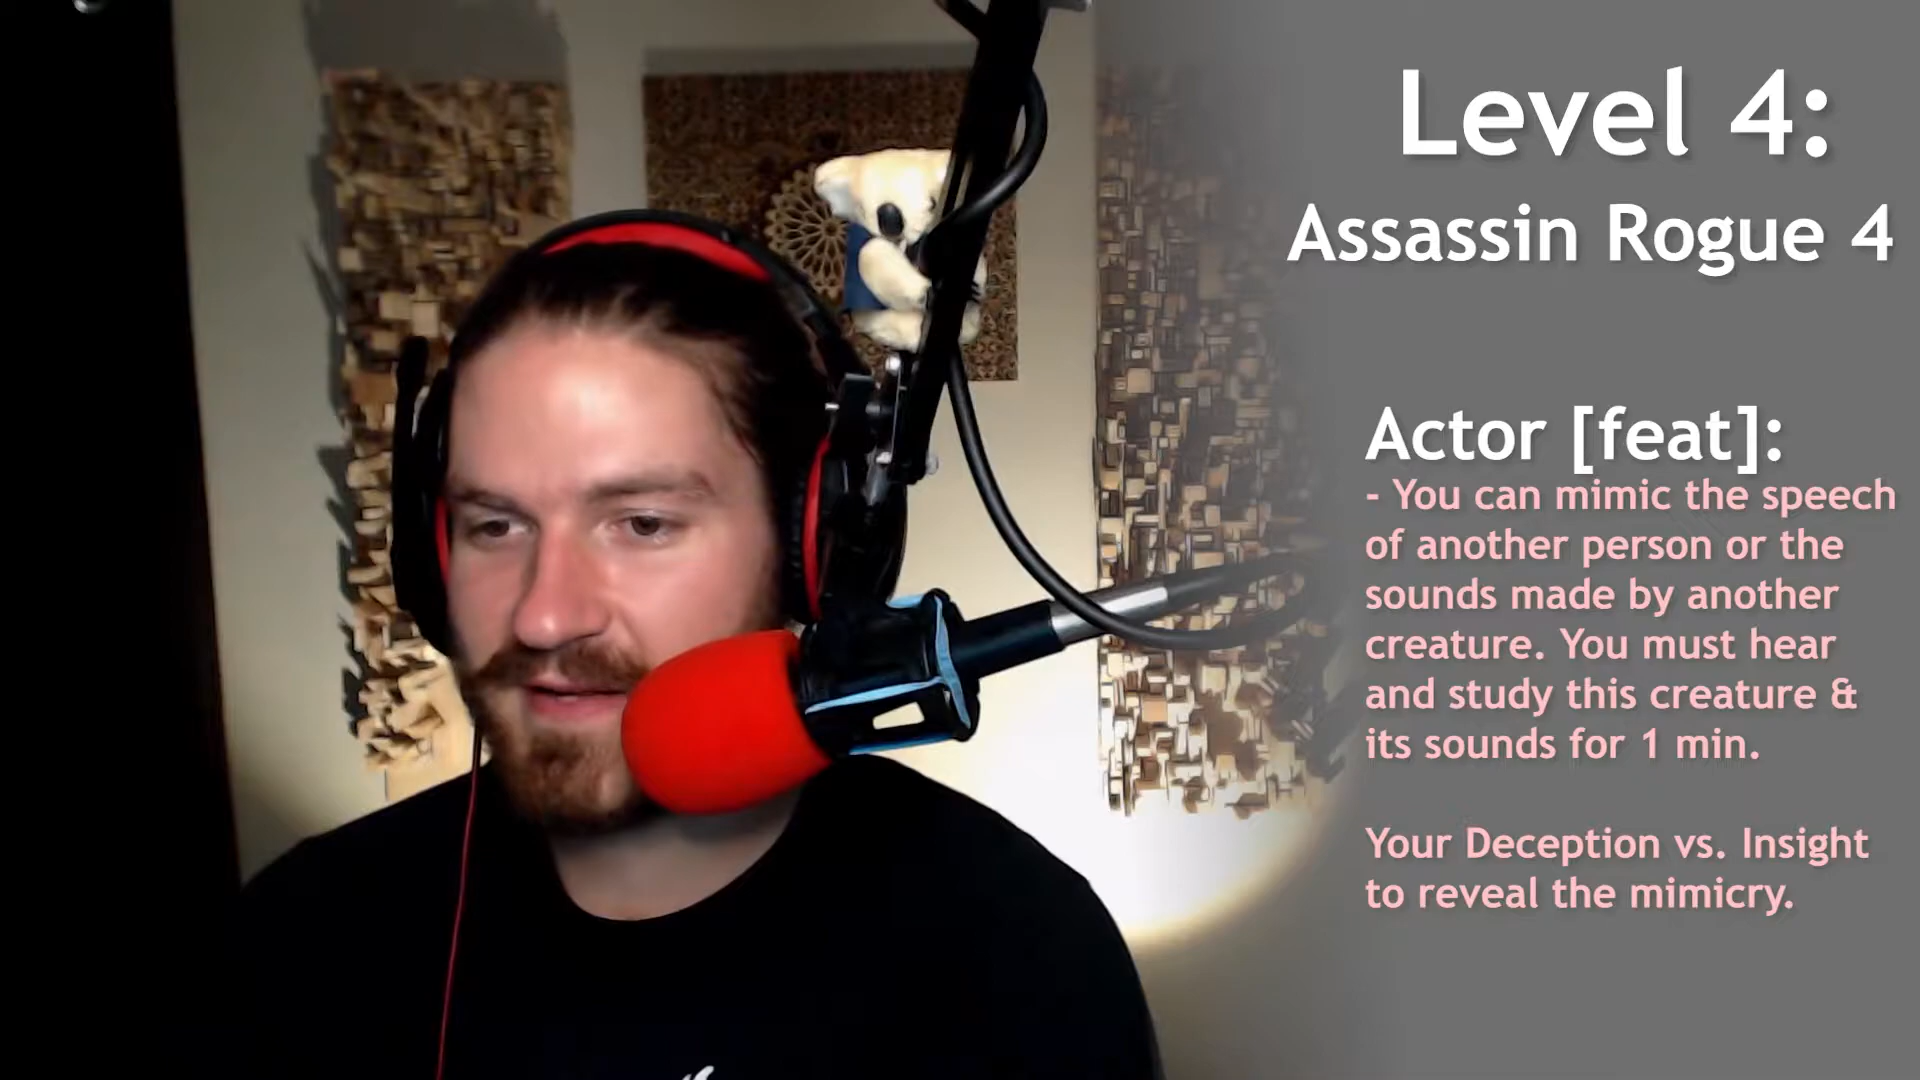 Level 4:
Assassin Rogue 4
Actor [feat]:
- You can mimic the speech
of another person or the
sounds made by another
creature. You must hear
and study this creature &
its sounds for 1 min.
Your Deception vs. Insight
to reveal the mimicry.